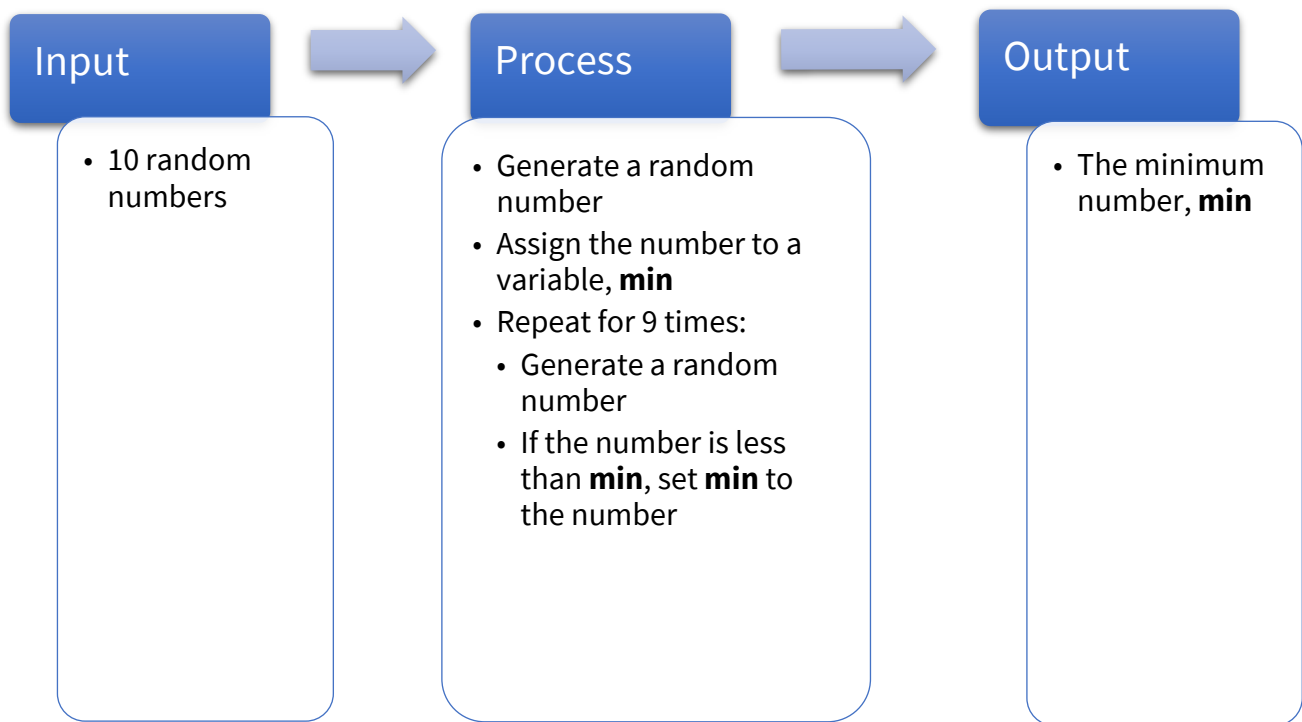 Input
• 10 random
numbers
Process
• Generate a random
number
• Assign the number to a
variable, min
• Repeat for 9 times:
• Generate a random
number
• If the number is less
than min, set min to
the number
Output
• The minimum
number, min